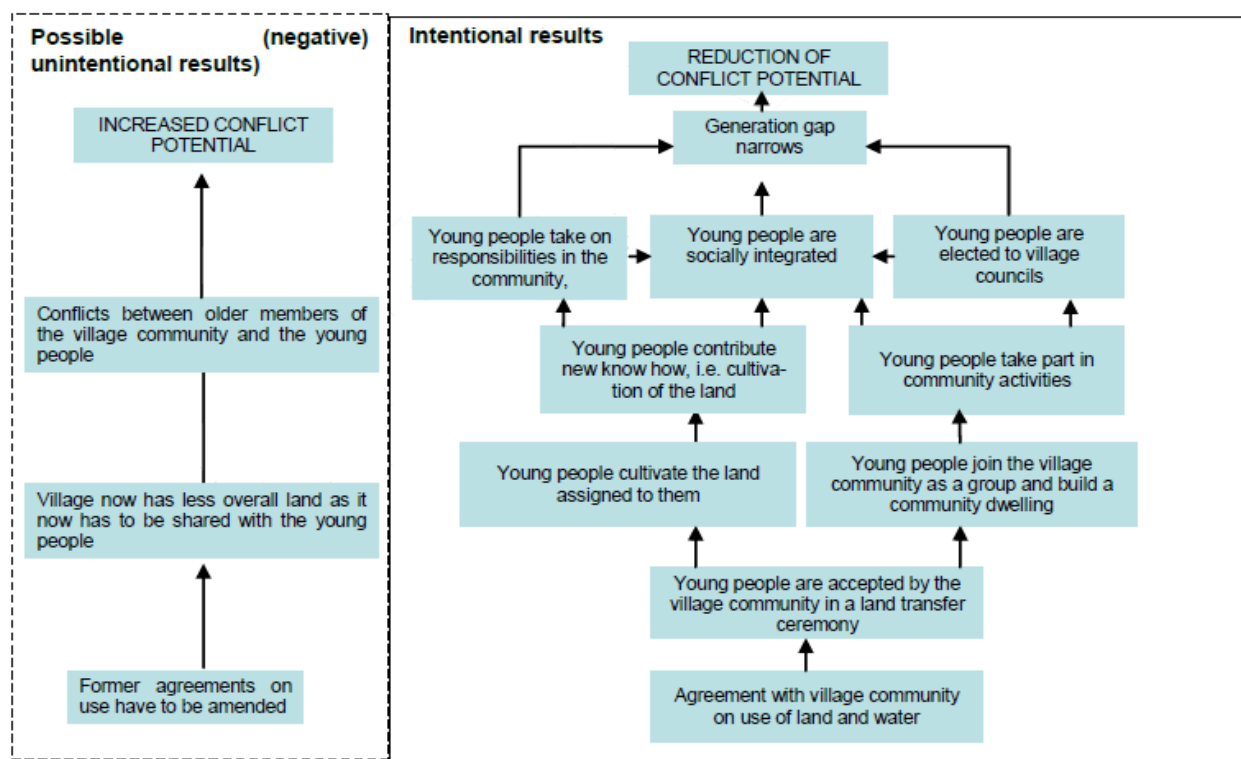 Possible (negative)
unintentional results)
INCREASED CONFLICT
POTENTIAL
Conflicts between older members of
the village community and the young
people
Village now has less overall land as it
now has to be shared with the young
people
Former agreements on
use have to be amended
Intentional results
REDUCTION OF
CONFLICT POTENTIAL
Generation gap
narrows
Young people take on
responsibilities in the
community,
Young people are
socially integrated
Young people are
elected to village
councils
Young people contribute
new know how, i.e. cultiva-
tion of the land
Young people take part in
community activities
Young people cultivate the land
assigned to them
Young people join the village
community as a group and build a
community dwelling
Young people are accepted by the
village community in a land transfer
ceremony
Agreement with village community
on use of land and water